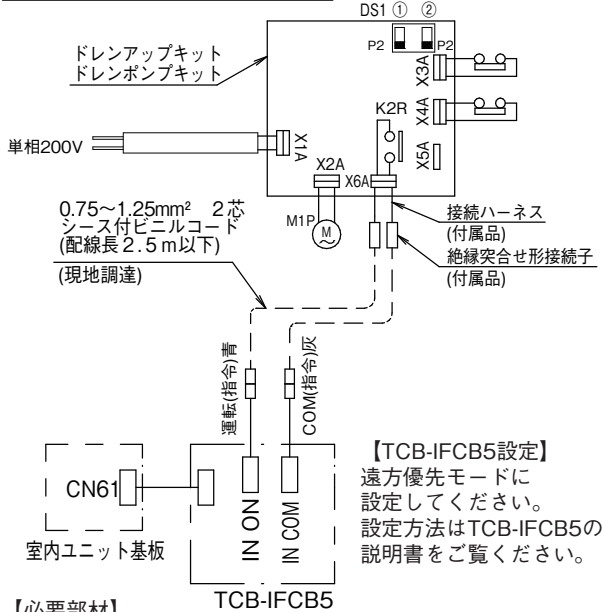 DS1 ① ②
P2 P2
ドレンアップキット
ドレンポンプキット
X3A
K2R
X4A
単相200V
X1A
X5A
X2A
X6A
0.75~1.25mm² 2芯
シース付ビニルコード
(配線長2.5m以下)
(現地調達)
M1P
M
接続ハーネス
(付属品)
絶縁突合せ形接続子
(付属品)
運転(指令)青
COM(指令)灰
【TCB-IFCB5設定】
遠方優先モードに
設定してください。
設定方法はTCB-IFCB5の
説明書をご覧ください。
CN61
IN ON
IN COM
室内ユニット基板
TCB-IFCB5
【必要部材】